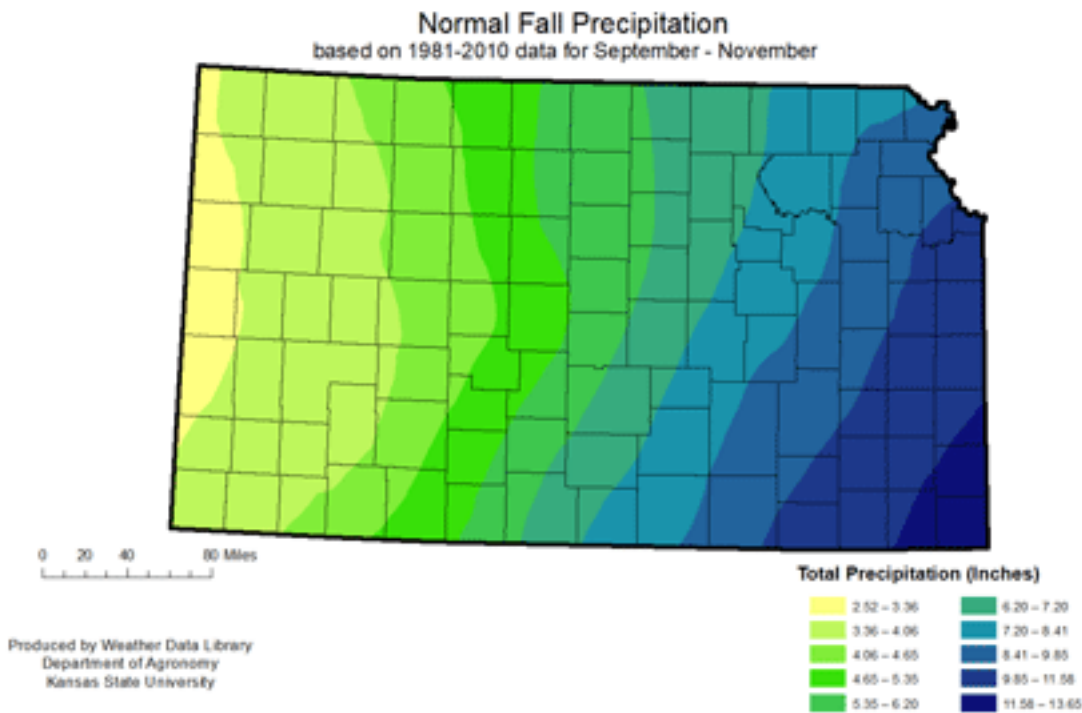 Normal Fall Precipitation
based on 1981-2010 data for September - November
0 20 40 80 Miles
Total Precipitation (Inches)
2.52 – 3.36
3.36 – 4.06
4.06 – 4.65
4.65 – 5.35
5.35 – 6.20
6.20 – 7.20
7.20 – 8.41
8.41 – 9.85
9.85 – 11.58
11.58 – 13.65
Produced by Weather Data Library
Department of Agronomy
Kansas State University